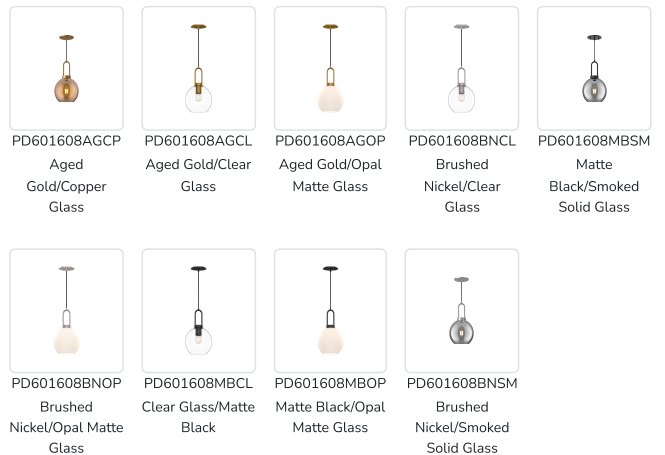 PD601608AGCP
Aged
Gold/Copper
Glass
PD601608AGCL
Aged Gold/Clear
Glass
PD601608AGOP
Aged Gold/Opal
Matte Glass
PD601608BNCL
Brushed
Nickel/Clear
Glass
PD601608MBSM
Matte
Black/Smoked
Solid Glass
PD601608BNOP
Brushed
Nickel/Opal Matte
Glass
PD601608MBCL
Clear Glass/Matte
Black
PD601608MBOP
Matte Black/Opal
Matte Glass
PD601608BNSM
Brushed
Nickel/Smoked
Solid Glass